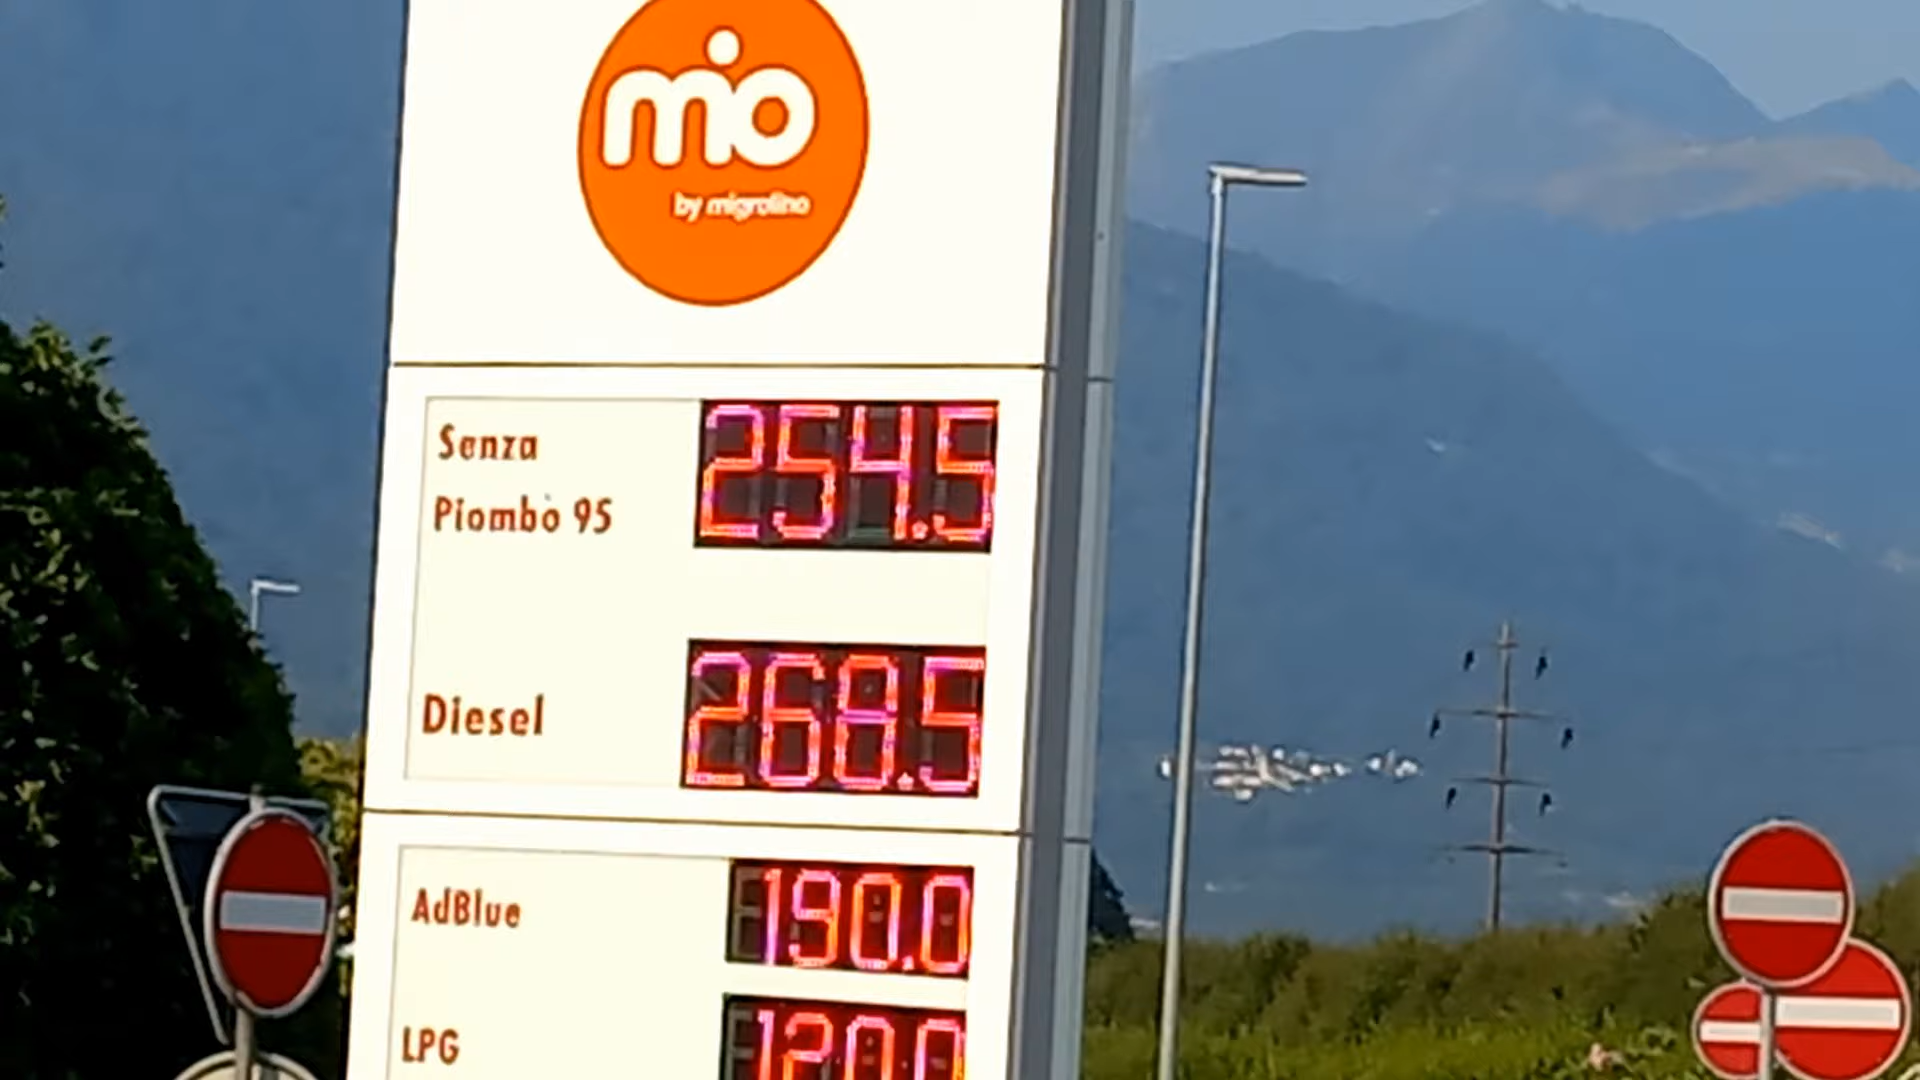 mio
by migrolino
Senza 254.5
Piombo 95
Diesel 268.5
AdBlue 190.0
LPG 120.0